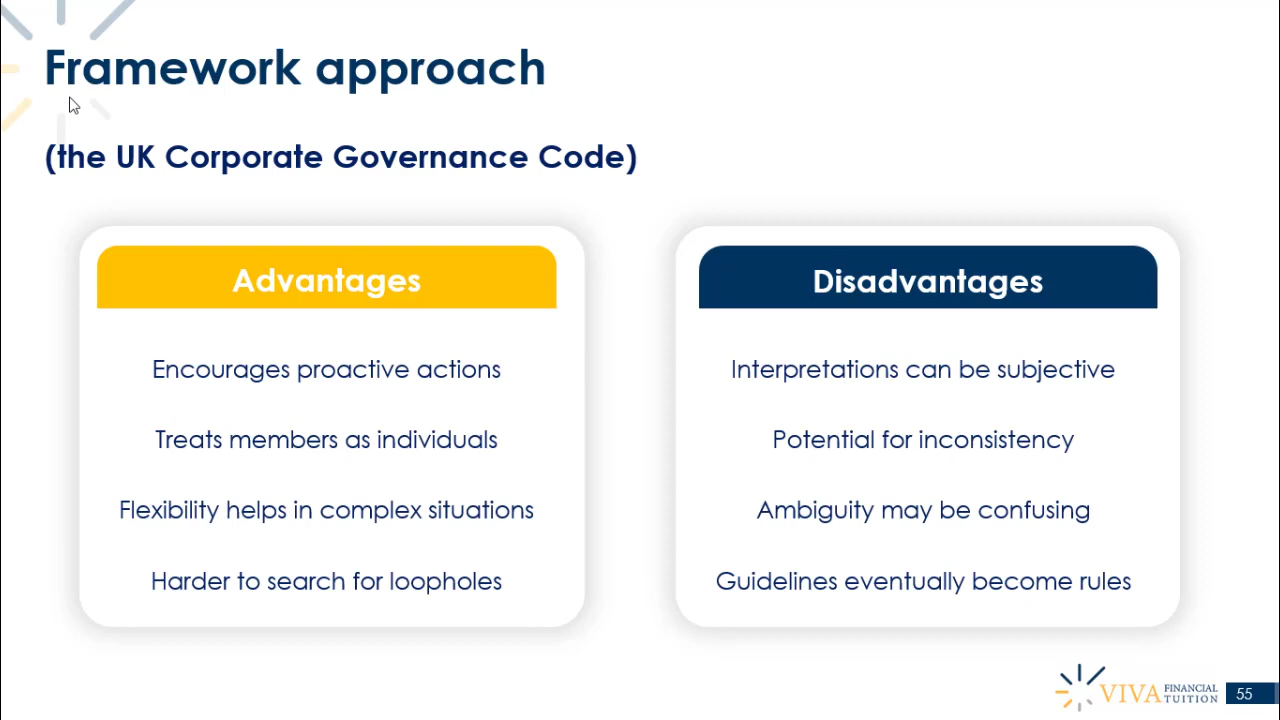 Framework approach
(the UK Corporate Governance Code)
Advantages
Encourages proactive actions
Treats members as individuals
Flexibility helps in complex situations
Harder to search for loopholes
Disadvantages
Interpretations can be subjective
Potential for inconsistency
Ambiguity may be confusing
Guidelines eventually become rules
VIVA FINANCIAL TUITION
55